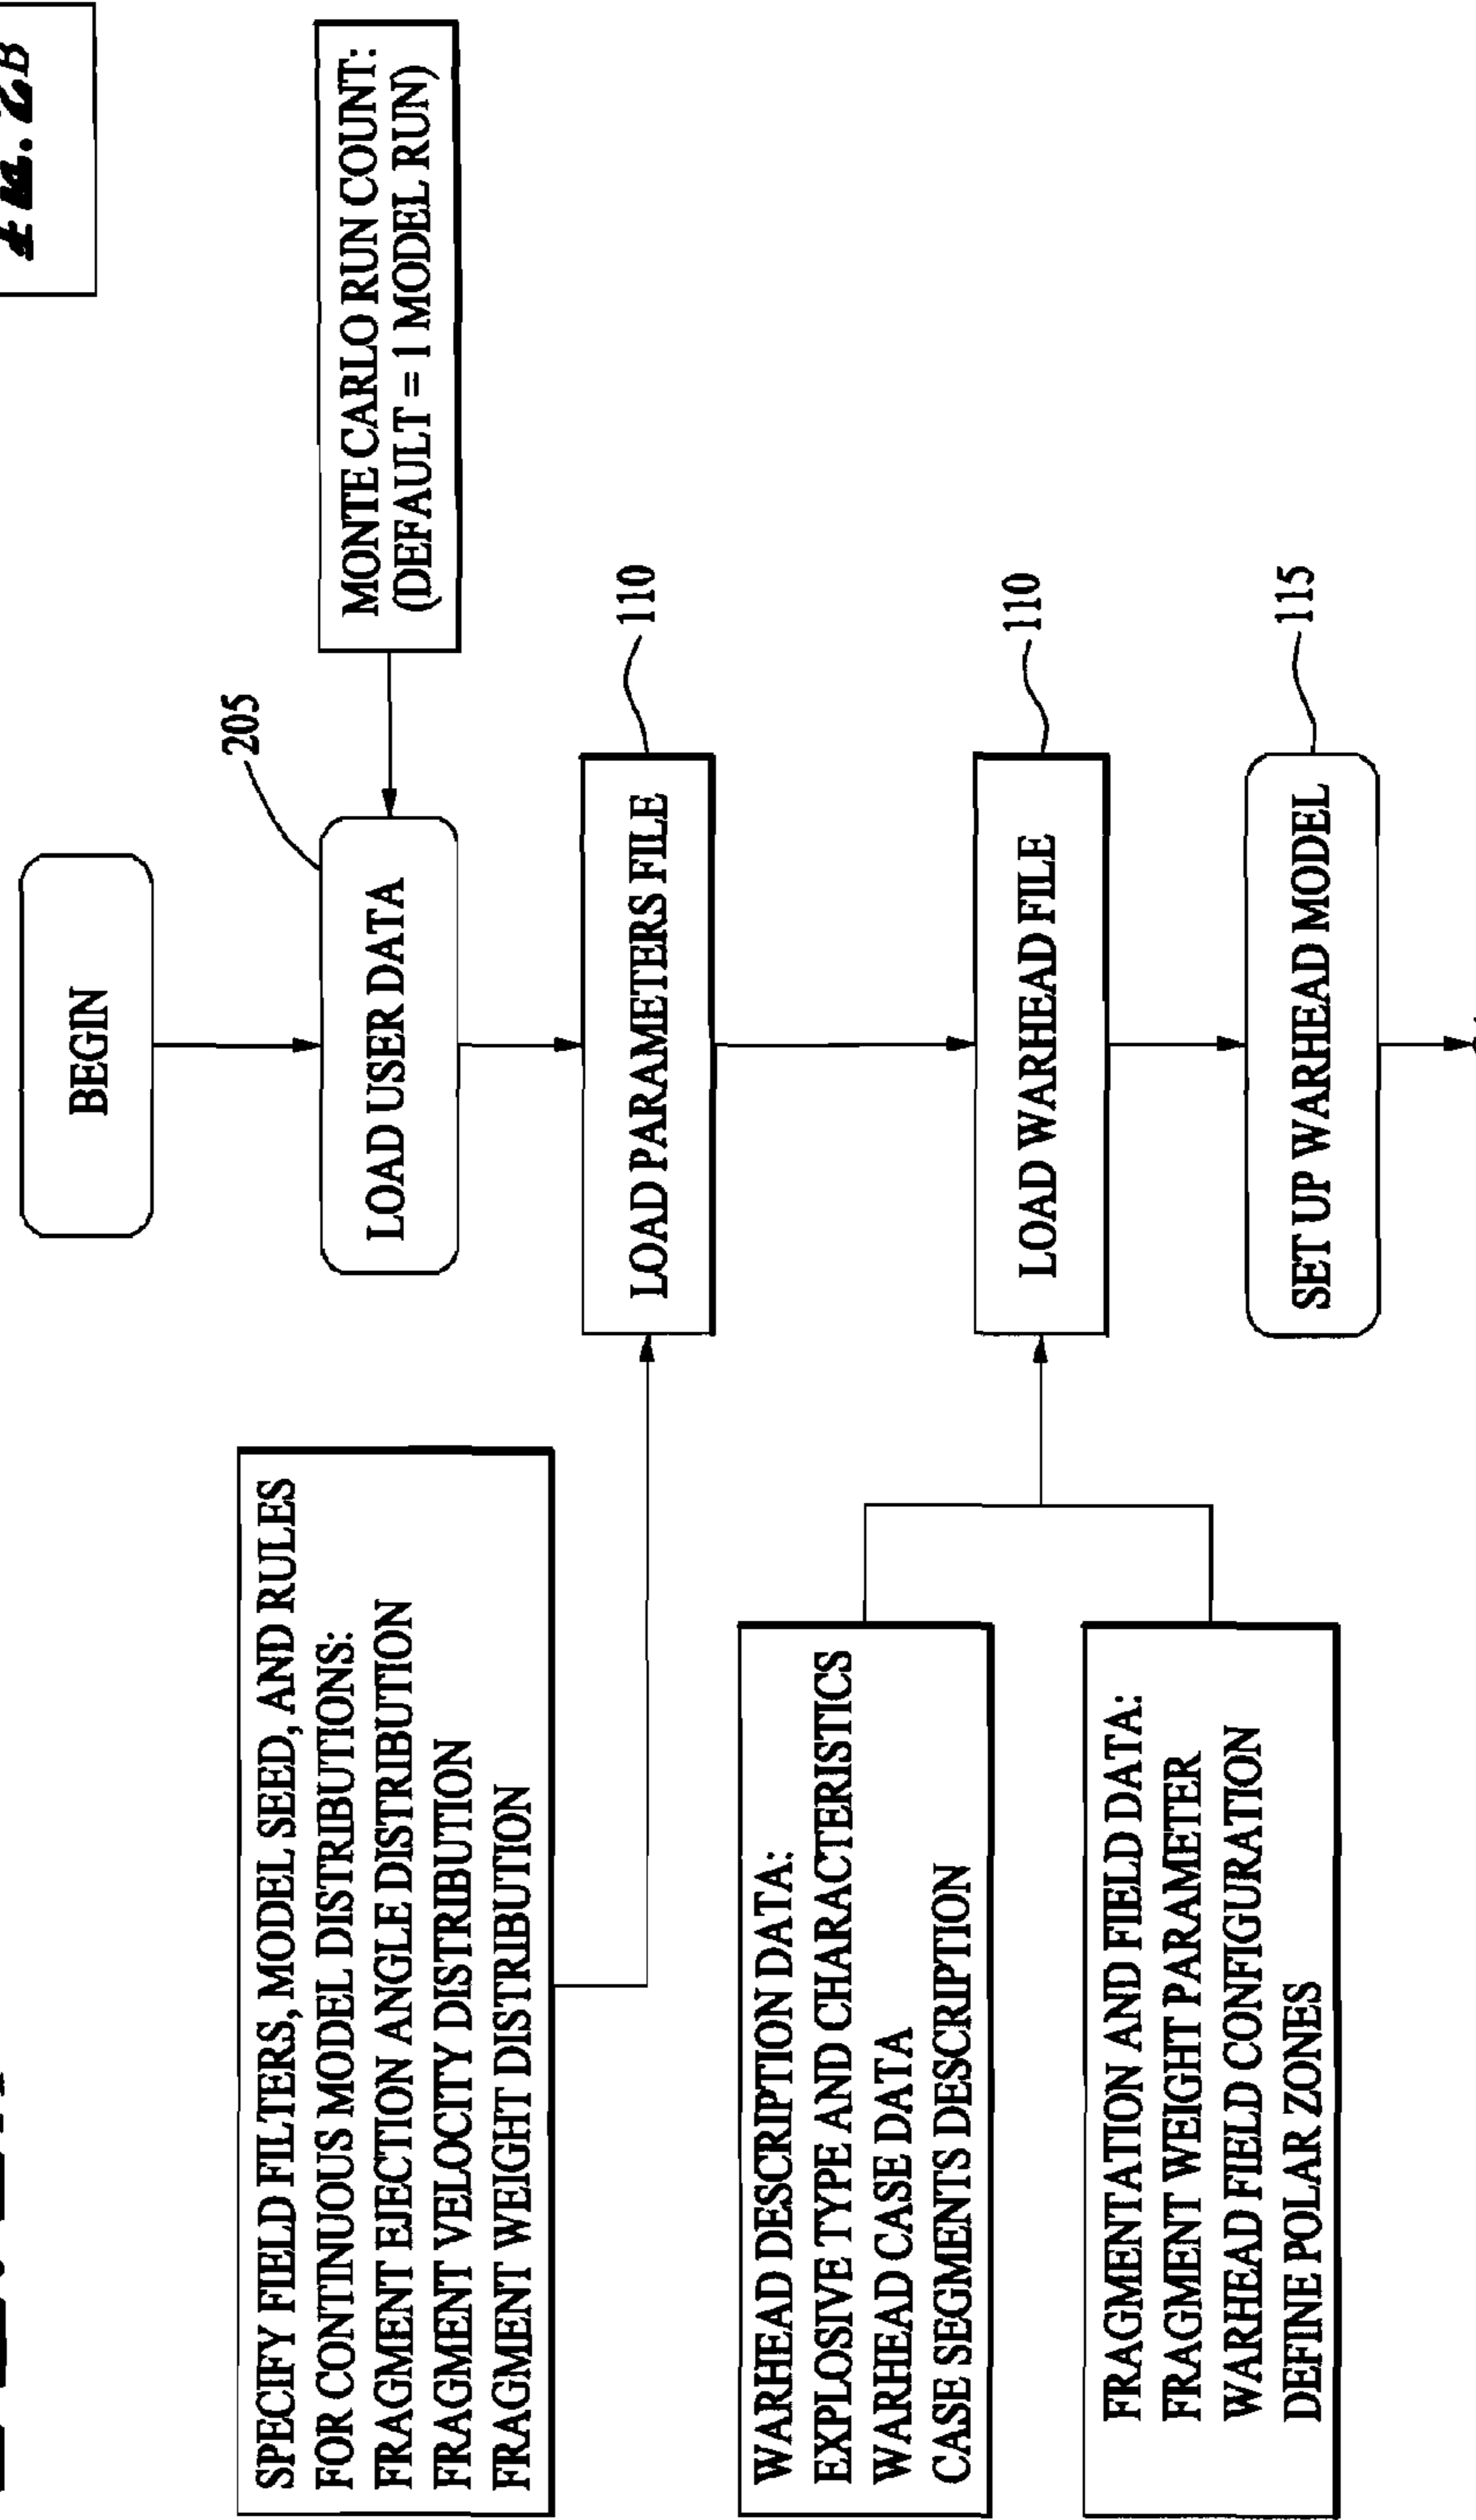 BEGIN
205
LOAD USER DATA
MONTE CARLO RUN COUNT:
(DEFAULT = 1 MODEL RUN)
SPECIFY FIELD FILTERS, MODEL SEED, AND RULES
FOR CONTINUOUS MODEL DISTRIBUTIONS:
FRAGMENT EJECTION ANGLE DISTRIBUTION
FRAGMENT VELOCITY DISTRIBUTION
FRAGMENT WEIGHT DISTRIBUTION
LOAD PARAMETERS FILE
110
WARHEAD DESCRIPTION DATA:
EXPLOSIVE TYPE AND CHARACTERISTICS
WARHEAD CASE DATA
CASE SEGMENTS DESCRIPTION
LOAD WARHEAD FILE
110
FRAGMENTATION AND FIELD DATA:
FRAGMENT WEIGHT PARAMETER
WARHEAD FIELD CONFIGURATION
DEFINE POLAR ZONES
SET UP WARHEAD MODEL
115